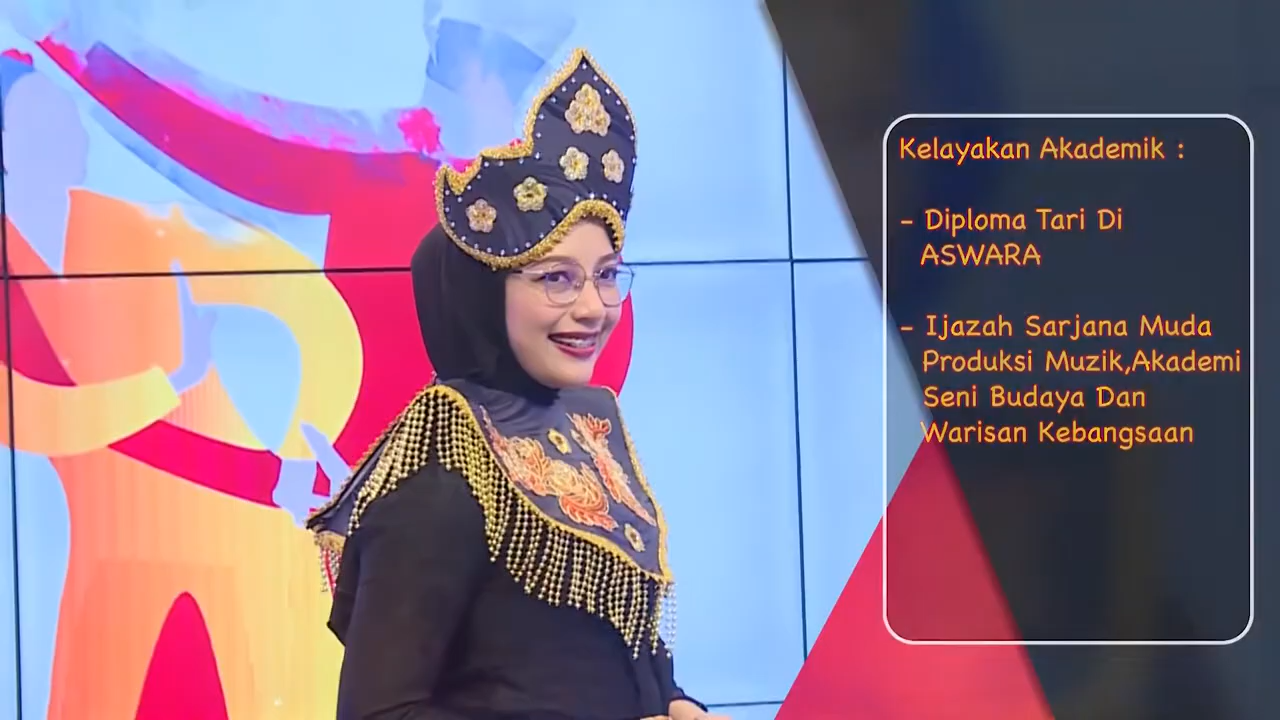 Kelayakan Akademik :
- Diploma Tari Di
ASWARA
- Ijazah Sarjana Muda
Produksi Muzik,Akademi
Seni Budaya Dan
Warisan Kebangsaan